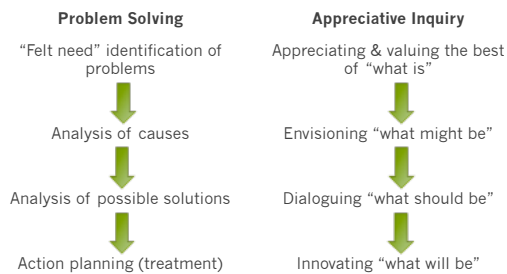 Problem Solving
“Felt need” identification of
problems
Analysis of causes
Analysis of possible solutions
Action planning (treatment)
Appreciative Inquiry
Appreciating & valuing the best
of “what is”
Envisioning “what might be”
Dialoguing “what should be”
Innovating “what will be”